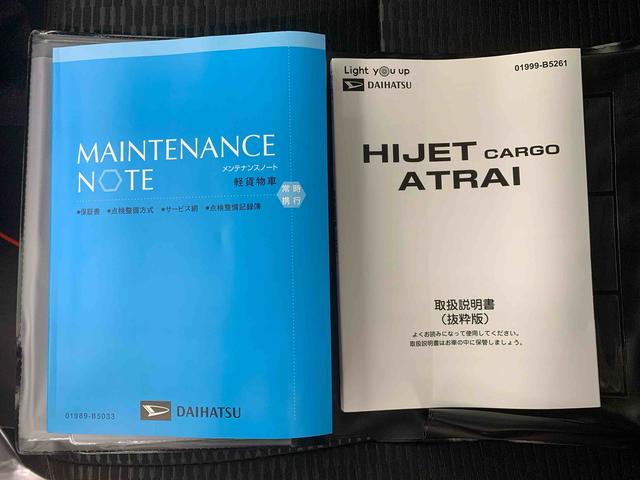 MAINTENANCE
NOTE
メンテナンスノート
軽貨物車
常時
携行
●保証書 ●点検整備方式 ●サービス網 ●点検整備記録簿
01989-B5033
DAIHATSU
Light you up
DAIHATSU
01999-B5261
HIJET CARGO
ATRAI
取扱説明書
（抜粋版）
よくお読みになって使用してください。
取扱説明書はお車の中に保管しましょう。